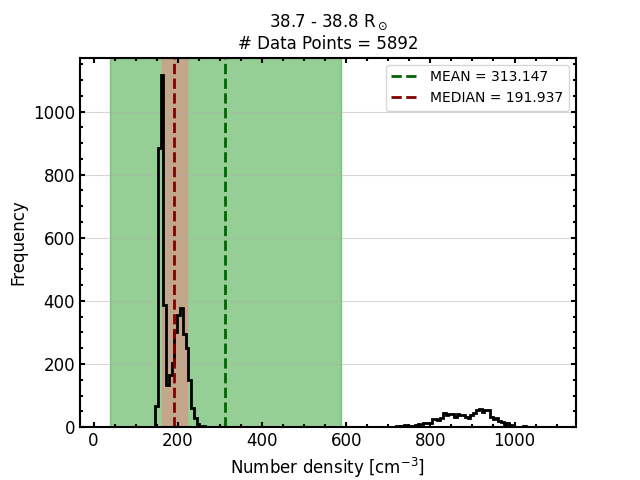 38.7 - 38.8 R⊙
# Data Points = 5892
MEAN = 313.147
MEDIAN = 191.937
Frequency
1000
800
600
400
200
0
0 200 400 600 800 1000
Number density [cm⁻³]